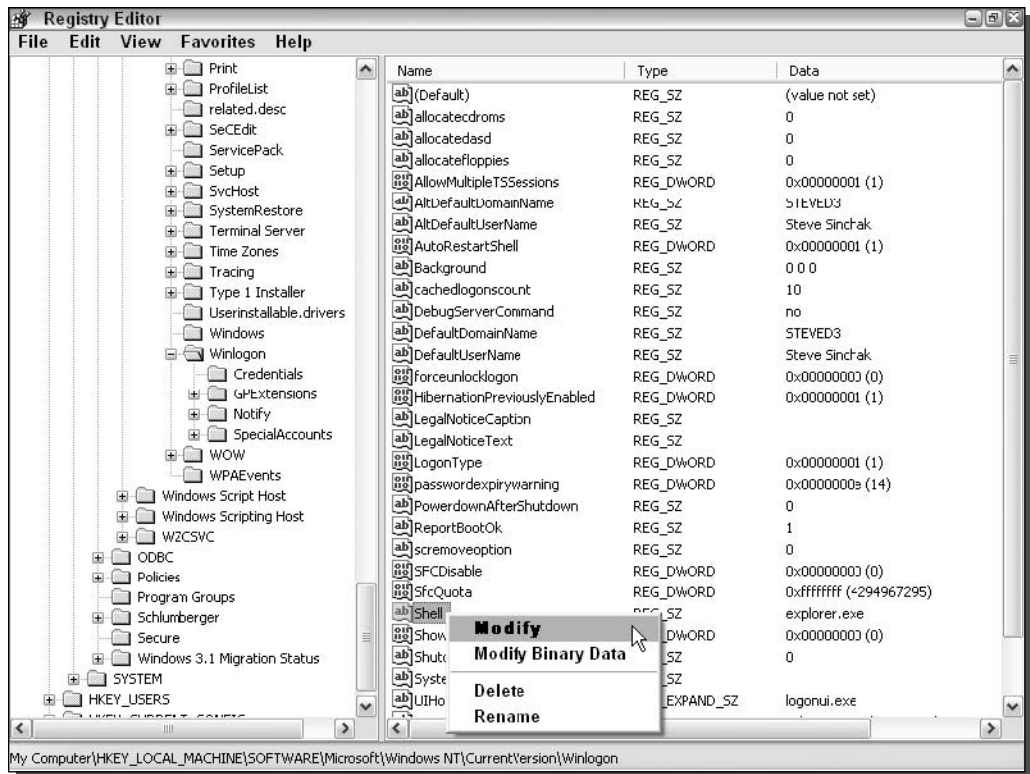 Registry Editor
File Edit View Favorites Help
Print
ProfileList
related.desc
SeCEdit
ServicePack
Setup
SvcHost
SystemRestore
Terminal Server
Time Zones
Tracing
Type 1 Installer
Userinstallable.drivers
Windows
Winlogon
Credentials
GPExtensions
Notify
SpecialAccounts
WOW
WPAEvents
Windows Script Host
Windows Scripting Host
W2CSVC
ODBC
Policies
Program Groups
Schlumberger
Secure
Windows 3.1 Migration Status
SYSTEM
HKEY_USERS
Name Type Data
(Default) REG_SZ (value not set)
allocatecdroms REG_SZ 0
allocatedasd REG_SZ 0
allocatefloppies REG_SZ 0
AllowMultipleTSSessions REG_DWORD 0x00000001 (1)
AltDefaultDomainName REG_SZ STEVED3
AltDefaultUserName REG_SZ Steve Sinchak
AutoRestartShell REG_DWORD 0x00000001 (1)
Background REG_SZ 0 0 0
cachedlogonscount REG_SZ 10
DebugServerCommand REG_SZ no
DefaultDomainName REG_SZ STEVED3
DefaultUserName REG_SZ Steve Sinchak
forceunlocklogon REG_DWORD 0x00000000 (0)
HibernationPreviouslyEnabled REG_DWORD 0x00000001 (1)
LegalNoticeCaption REG_SZ
LegalNoticeText REG_SZ
LogonType REG_DWORD 0x00000001 (1)
passwordexpirywarning REG_DWORD 0x0000000e (14)
PowerdownAfterShutdown REG_SZ 0
ReportBootOk REG_SZ 1
scremoveoption REG_SZ 0
SFCDisable REG_DWORD 0x00000000 (0)
SfcQuota REG_DWORD 0xffffffff (4294967295)
Shell REG_SZ explorer.exe
Show DWORD 0x00000000 (0)
Shutd SZ 0
Syste SZ
UIHo EXPAND_SZ logonui.exe
Modify
Modify Binary Data
Delete
Rename
My Computer\HKEY_LOCAL_MACHINE\SOFTWARE\Microsoft\Windows NT\CurrentVersion\Winlogon